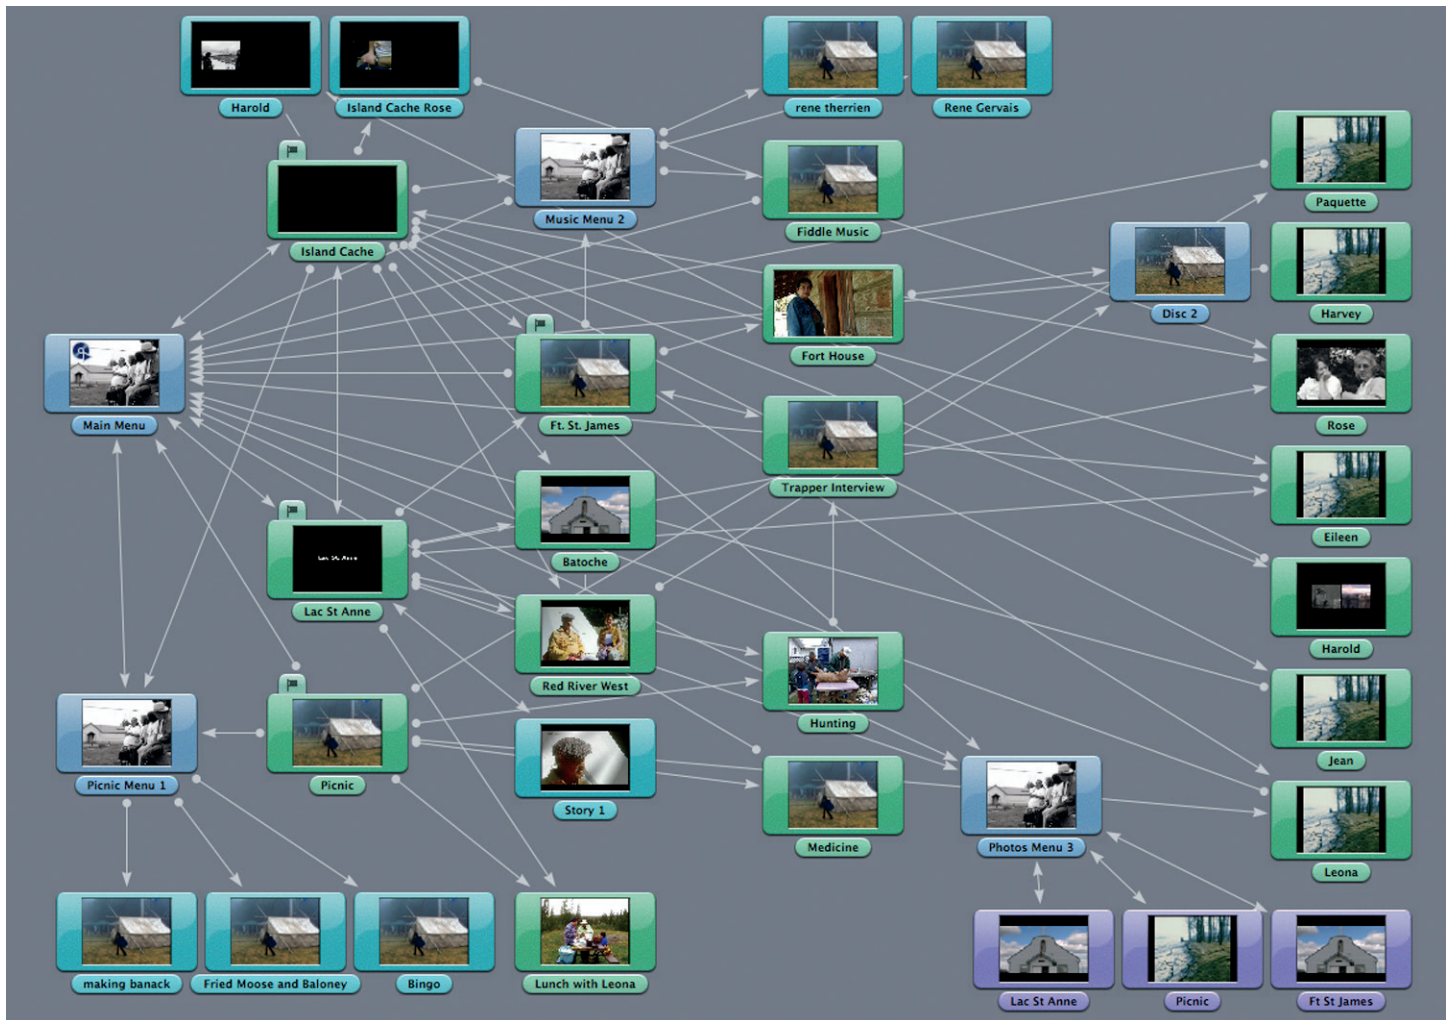 Harold
Island Cache Rose
rene therrien
Rene Gervais
Paquette
Music Menu 2
Fiddle Music
Island Cache
Disc 2
Harvey
Fort House
Main Menu
Ft. St. James
Rose
Trapper Interview
Eileen
Batoche
Lac St. Anne
Lac St Anne
Harold
Red River West
Hunting
Picnic Menu 1
Picnic
Jean
Story 1
Medicine
Photos Menu 3
Leona
making banack
Fried Moose and Baloney
Bingo
Lunch with Leona
Lac St Anne
Picnic
Ft St James